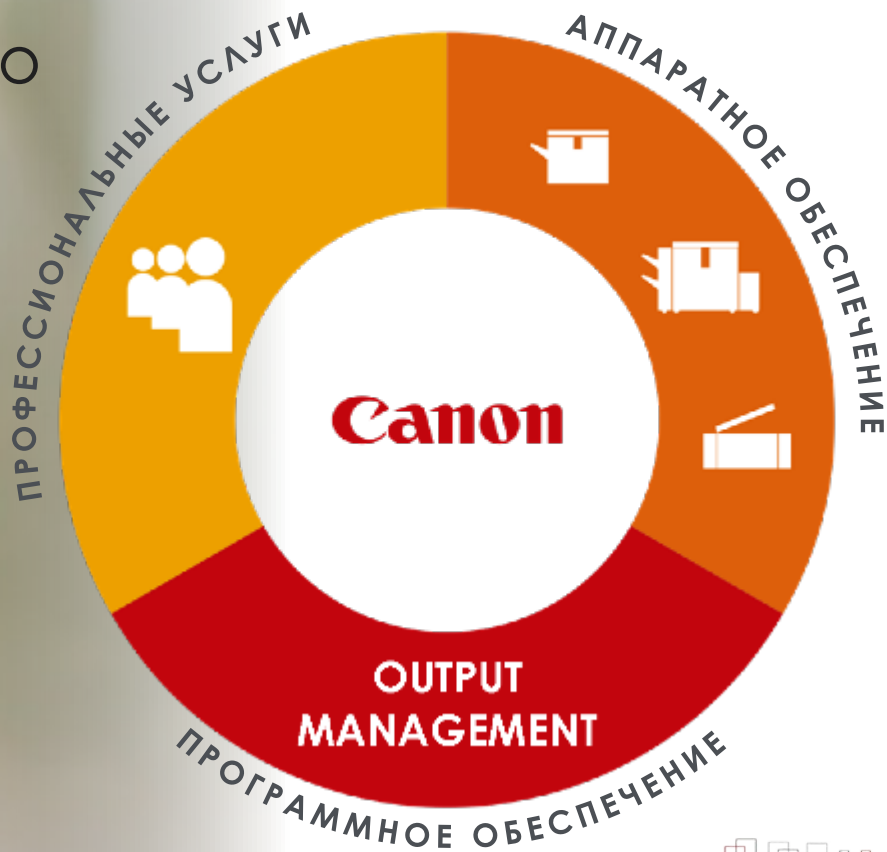 О
ПРОФЕССИОНАЛЬНЫЕ УСЛУГИ
АППАРАТНОЕ ОБЕСПЕЧЕНИЕ
Canon
OUTPUT
MANAGEMENT
ПРОГРАММНОЕ ОБЕСПЕЧЕНИЕ